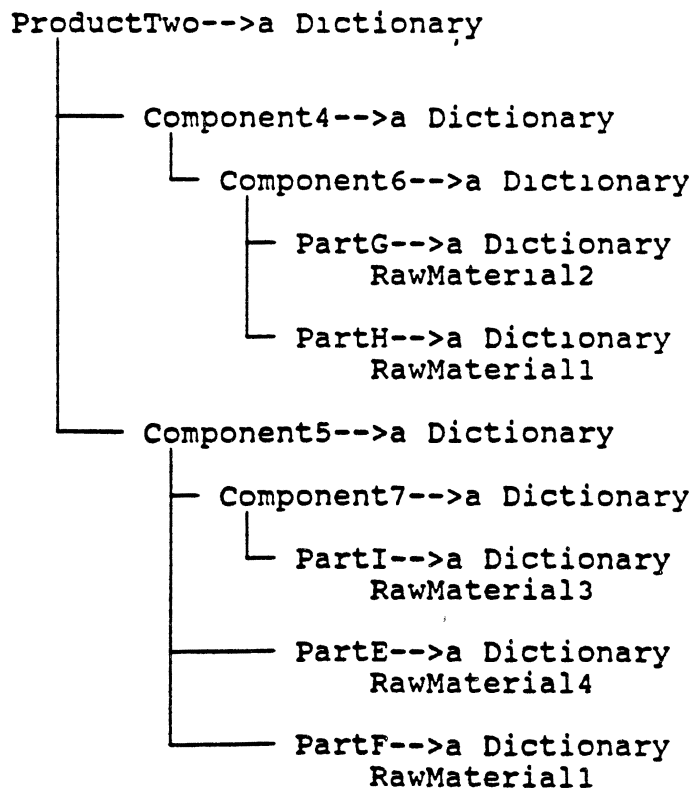 ProductTwo-->a Dictionary
Component4-->a Dictionary
Component6-->a Dictionary
PartG-->a Dictionary
RawMaterial2
PartH-->a Dictionary
RawMaterial1
Component5-->a Dictionary
Component7-->a Dictionary
PartI-->a Dictionary
RawMaterial3
PartE-->a Dictionary
RawMaterial4
PartF-->a Dictionary
RawMaterial1